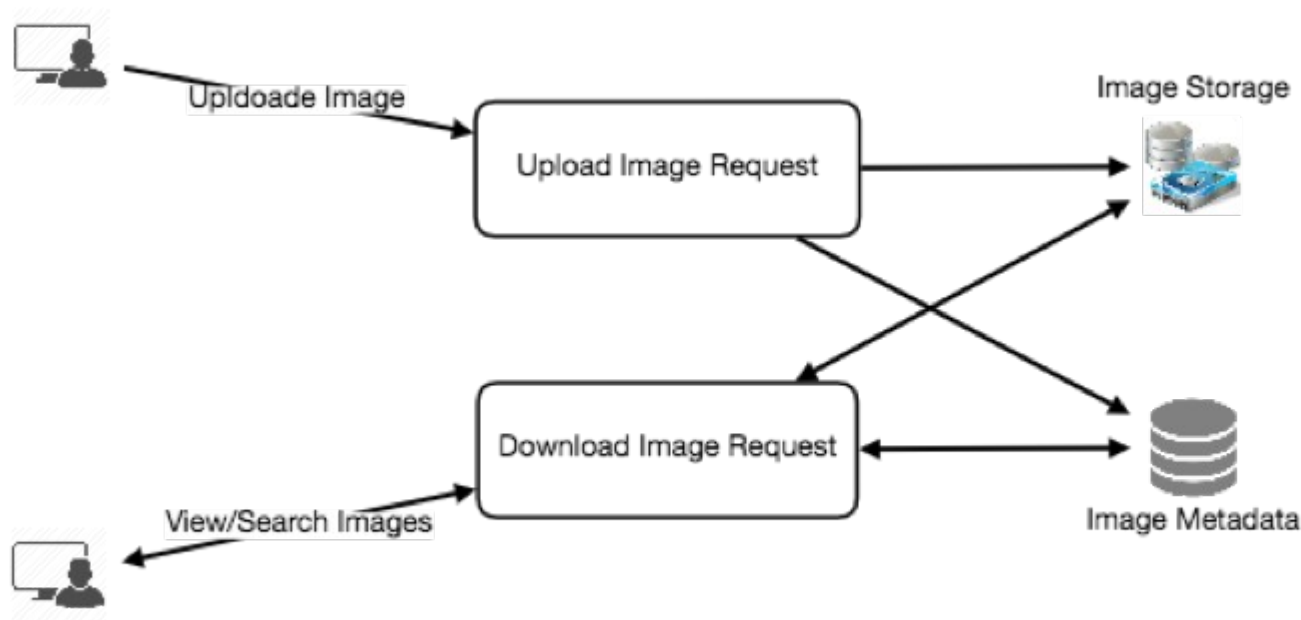 Upldoade Image
Image Storage
Upload Image Request
Download Image Request
View/Search Images
Image Metadata